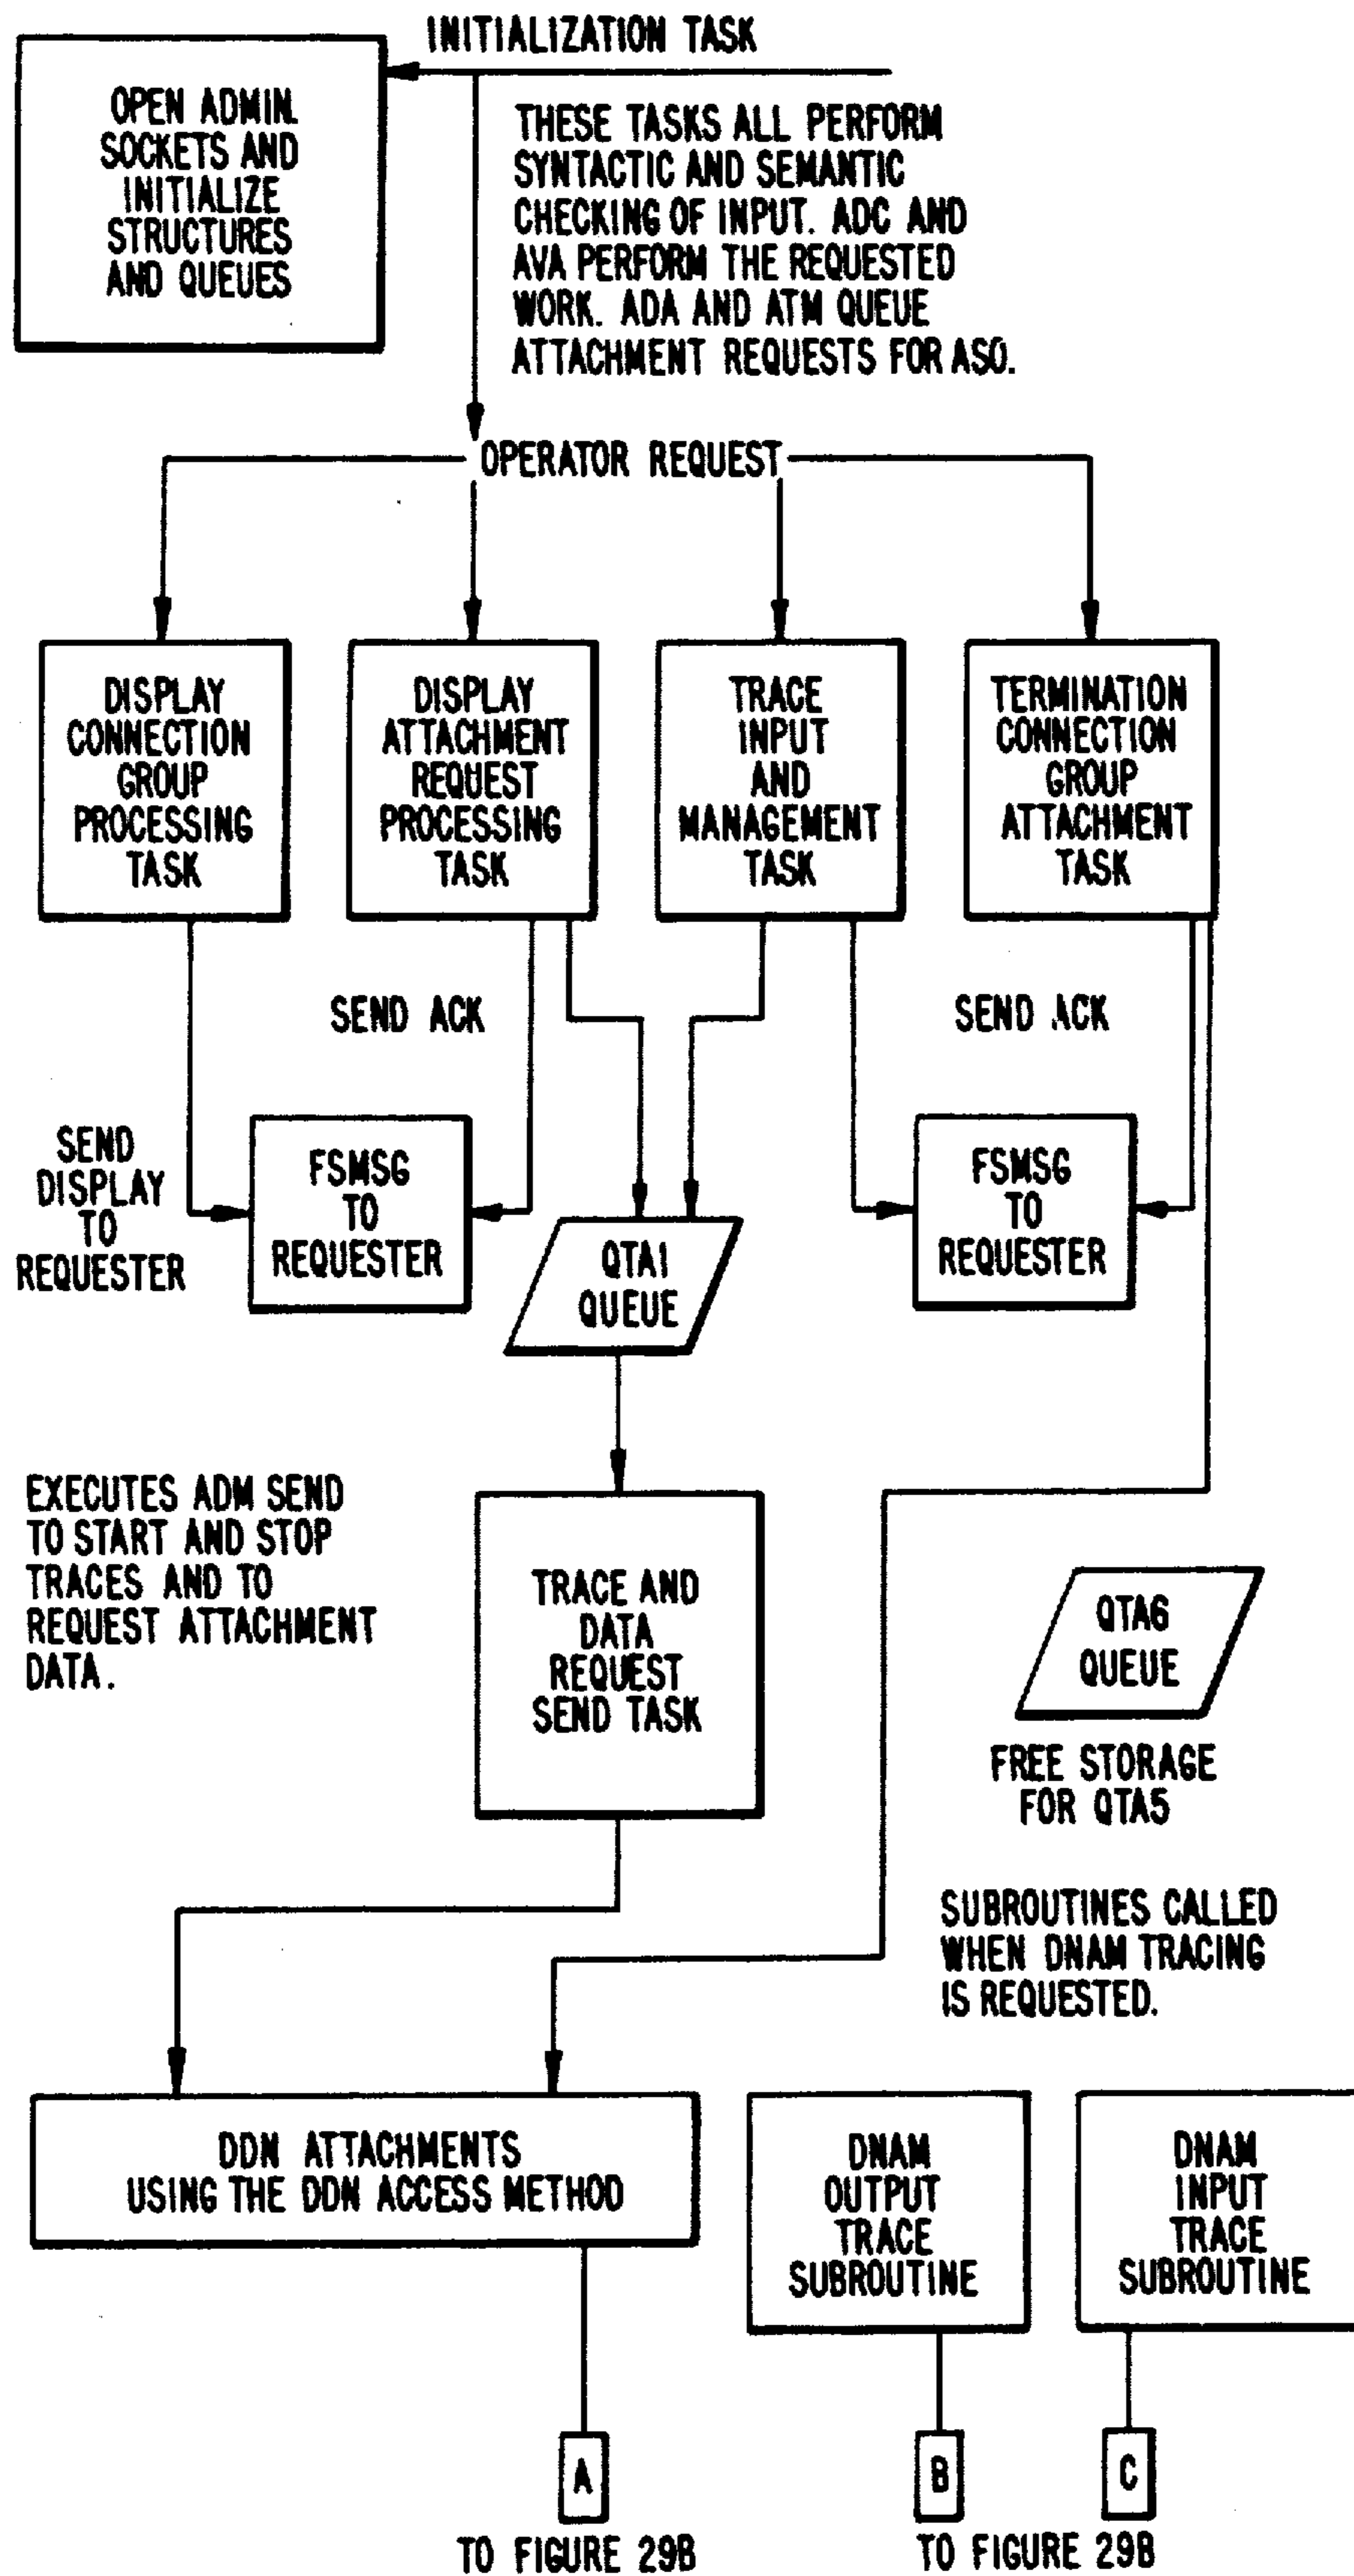 INITIALIZATION TASK
OPEN ADMIN.
SOCKETS AND
INITIALIZE
STRUCTURES
AND QUEUES
THESE TASKS ALL PERFORM
SYNTACTIC AND SEMANTIC
CHECKING OF INPUT. ADC AND
AVA PERFORM THE REQUESTED
WORK. ADA AND ATM QUEUE
ATTACHMENT REQUESTS FOR ASO.
OPERATOR REQUEST
DISPLAY
CONNECTION
GROUP
PROCESSING
TASK
DISPLAY
ATTACHMENT
REQUEST
PROCESSING
TASK
TRACE
INPUT
AND
MANAGEMENT
TASK
TERMINATION
CONNECTION
GROUP
ATTACHMENT
TASK
SEND ACK
SEND ACK
SEND
DISPLAY
TO
REQUESTER
FSMSG
TO
REQUESTER
QTA1
QUEUE
FSMSG
TO
REQUESTER
EXECUTES ADM SEND
TO START AND STOP
TRACES AND TO
REQUEST ATTACHMENT
DATA.
TRACE AND
DATA
REQUEST
SEND TASK
QTA6
QUEUE
FREE STORAGE
FOR QTA5
SUBROUTINES CALLED
WHEN DNAM TRACING
IS REQUESTED.
DDN ATTACHMENTS
USING THE DDN ACCESS METHOD
DNAM
OUTPUT
TRACE
SUBROUTINE
DNAM
INPUT
TRACE
SUBROUTINE
A
B
C
TO FIGURE 29B
TO FIGURE 29B